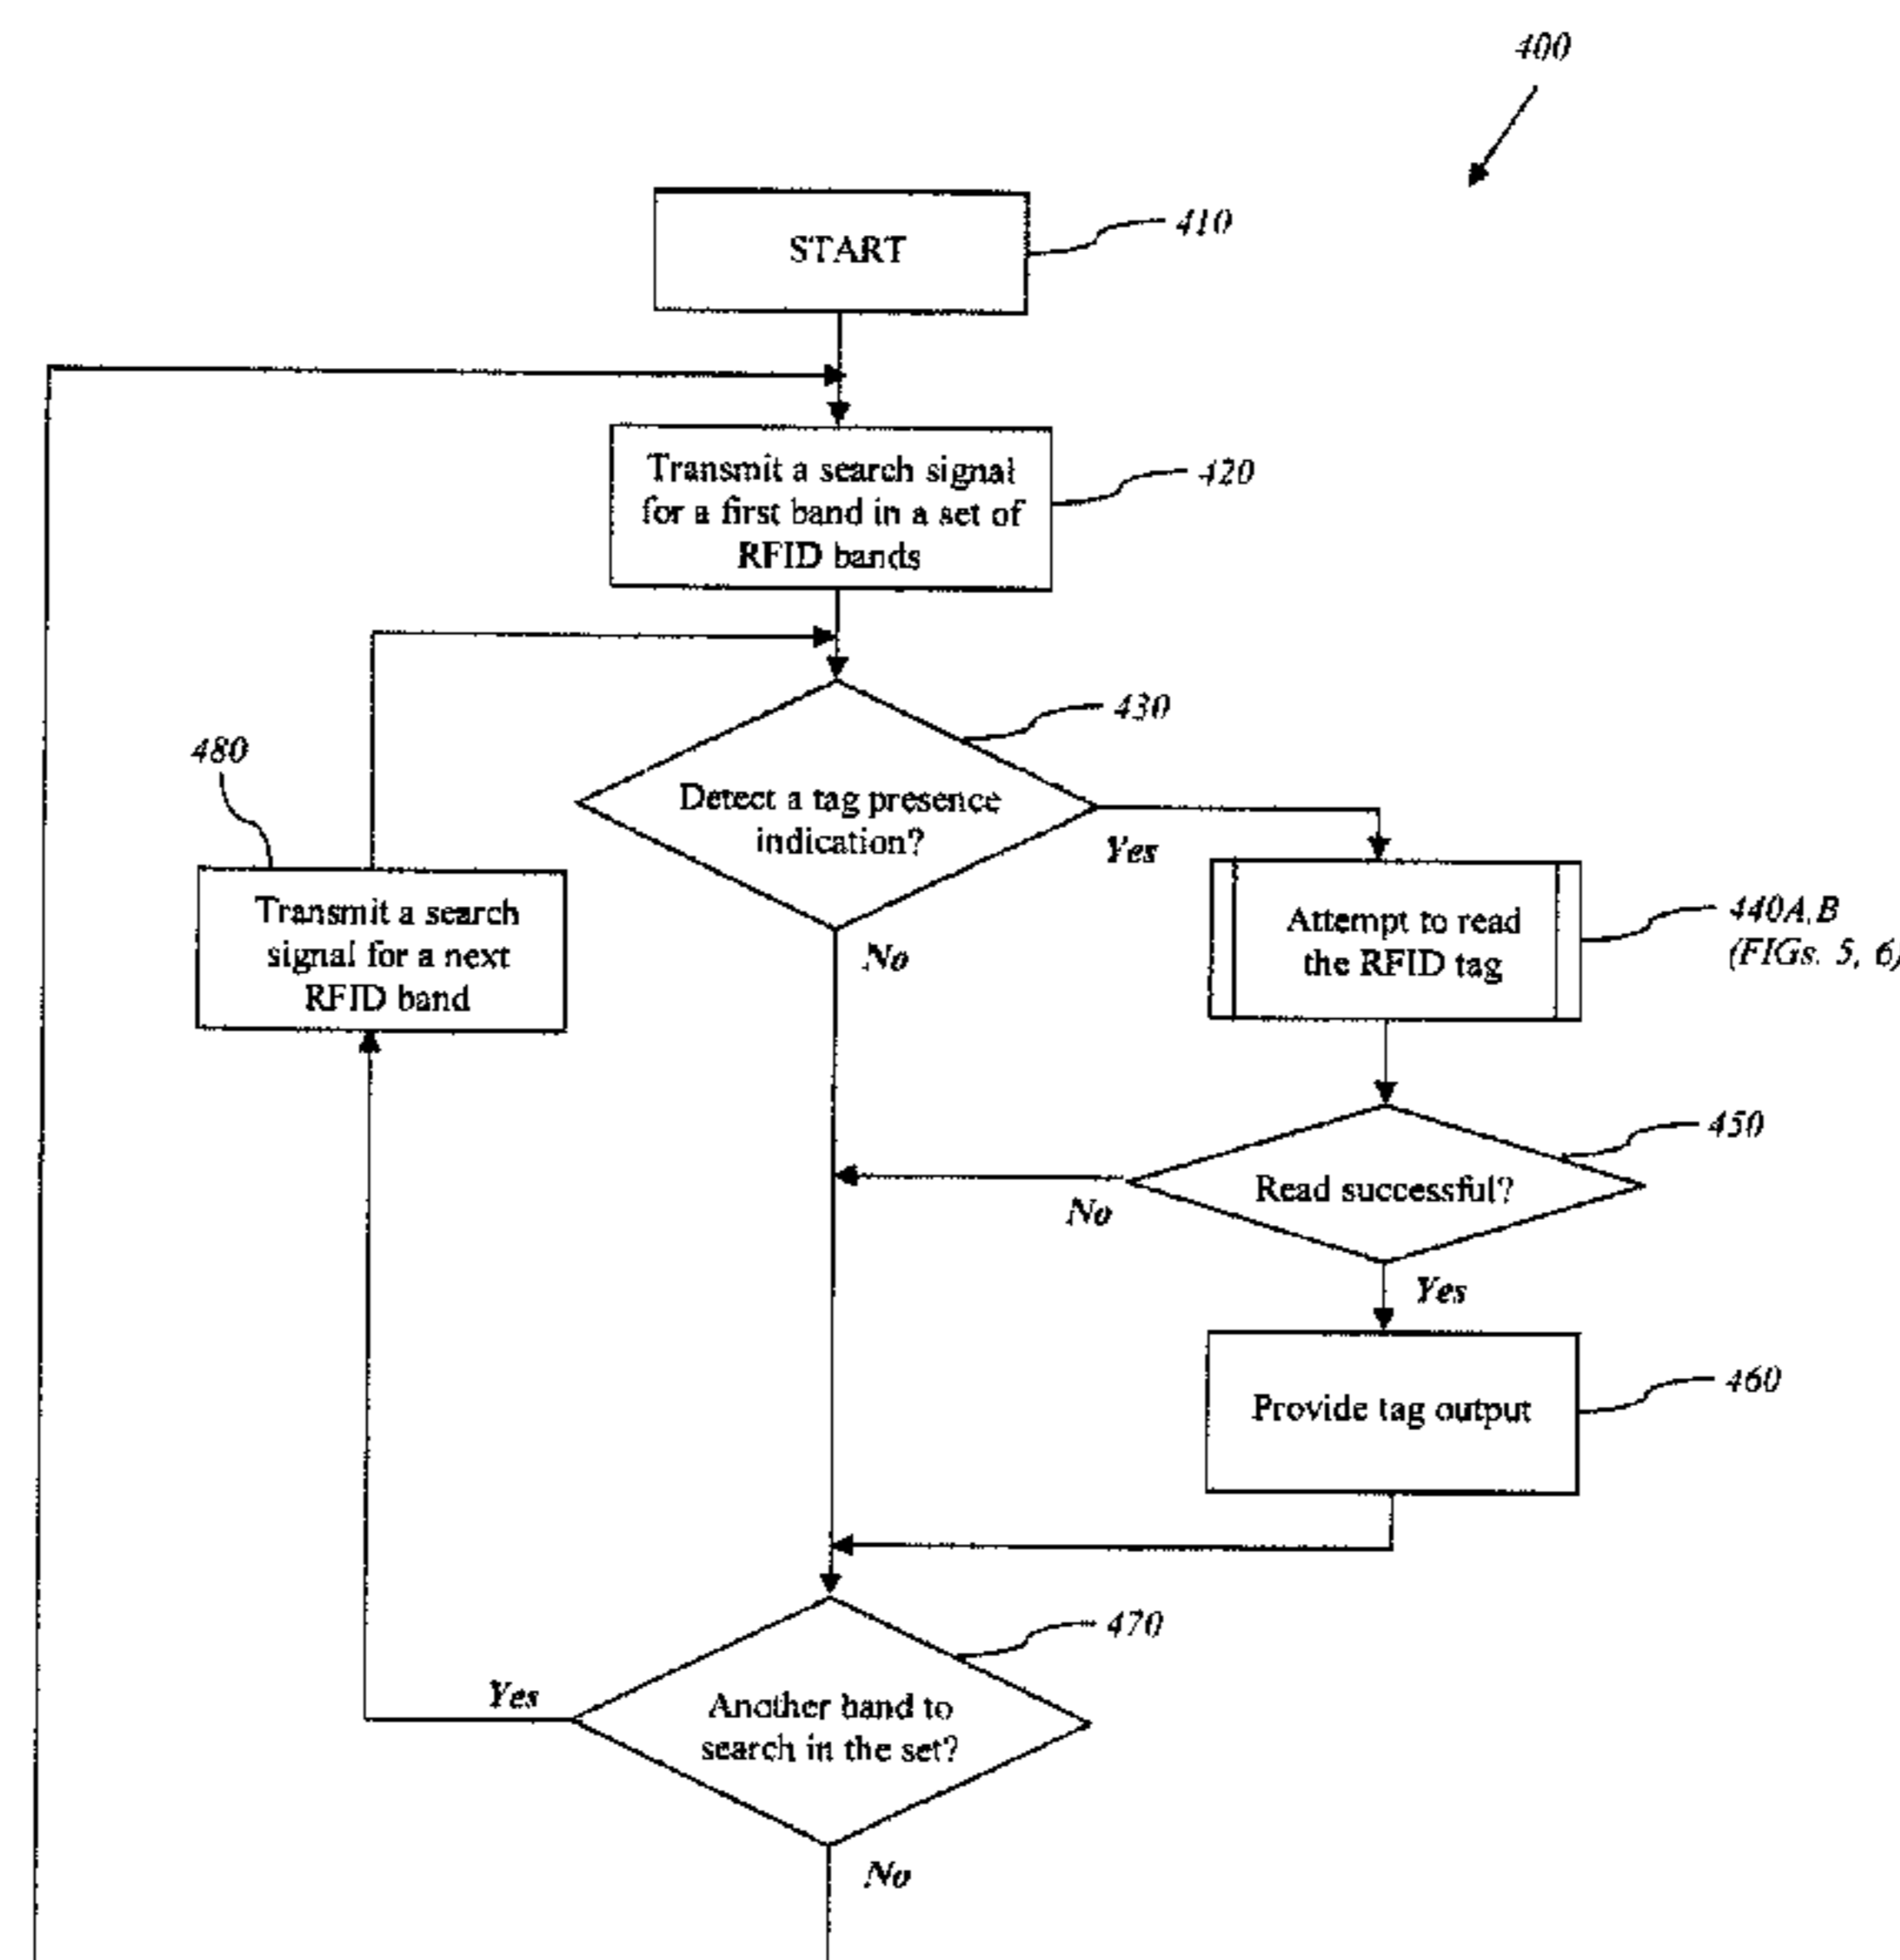 400
START
410
Transmit a search signal
for a first band in a set of
RFID bands
420
430
480
Detect a tag presence
indication?
Yes
Transmit a search
signal for a next
RFID band
No
Attempt to read
the RFID tag
440A,B
(FIGs. 5, 6)
450
Read successful?
No
Yes
460
Provide tag output
470
Yes
Another band to
search in the set?
No